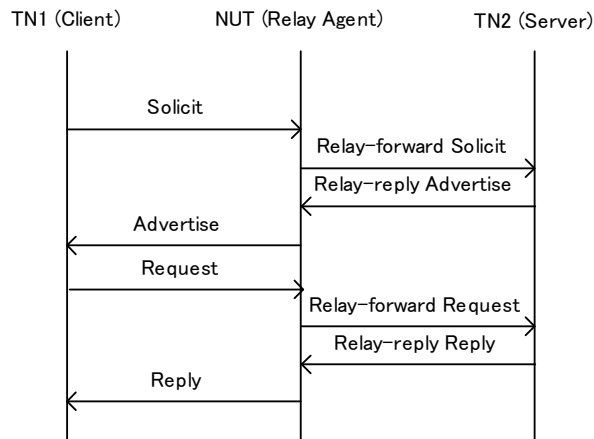 TN1 (Client)
NUT (Relay Agent)
TN2 (Server)
Solicit
Relay-forward Solicit
Relay-reply Advertise
Advertise
Request
Relay-forward Request
Relay-reply Reply
Reply